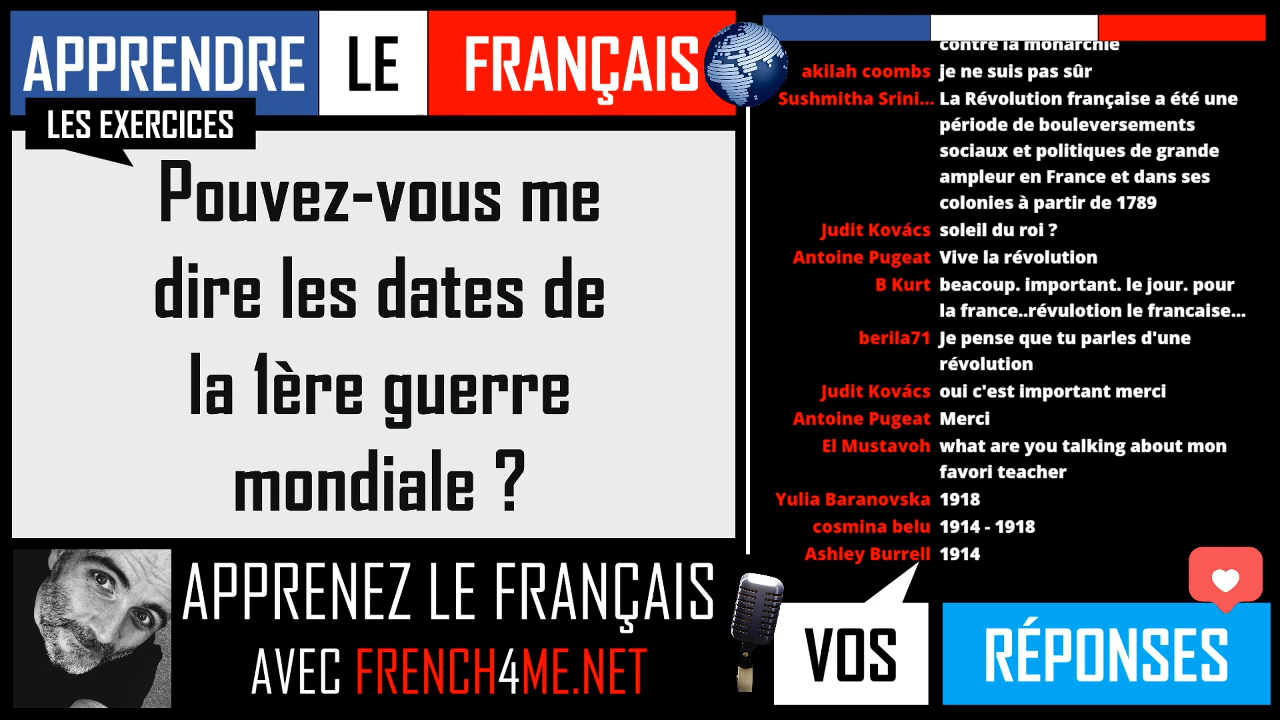 APPRENDRE LE FRANÇAIS
LES EXERCICES
Pouvez-vous me
dire les dates de
la 1ère guerre
mondiale ?
APPRENEZ LE FRANÇAIS
AVEC FRENCH4ME.NET
contre la monarchie
akilah coombs je ne suis pas sûr
Sushmitha Srini... La Révolution française a été une
période de bouleversements
sociaux et politiques de grande
ampleur en France et dans ses
colonies à partir de 1789
Judit Kovács soleil du roi ?
Antoine Pugeat Vive la révolution
B Kurt beacoup. important. le jour. pour
la france..révulotion le francaise...
berila71 Je pense que tu parles d'une
révolution
Judit Kovács oui c'est important merci
Antoine Pugeat Merci
El Mustavoh what are you talking about mon
favori teacher
Yulia Baranovska 1918
cosmina belu 1914 - 1918
Ashley Burrell 1914
VOS RÉPONSES